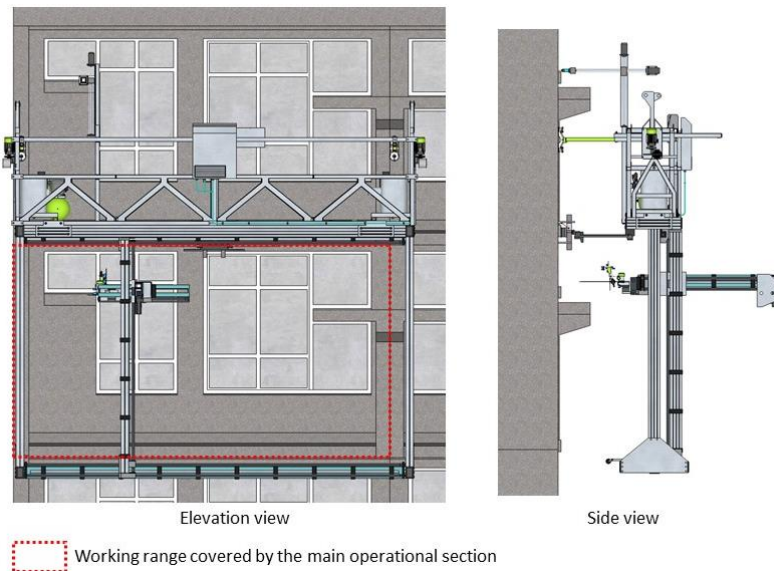 Elevation view
Side view
Working range covered by the main operational section